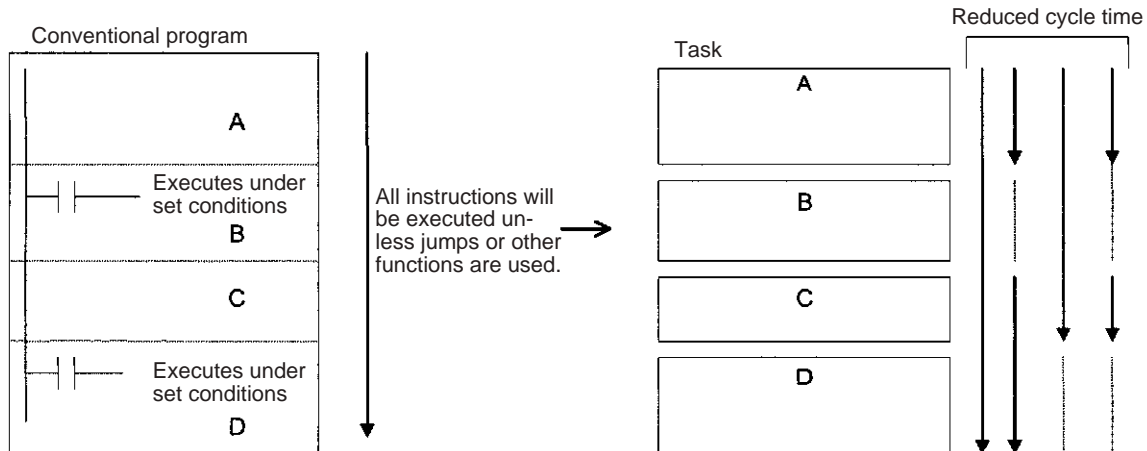 Conventional program
A
Executes under
set conditions
B
C
Executes under
set conditions
D
All instructions will
be executed un-
less jumps or other
functions are used.
Reduced cycle time
Task
A
B
C
D